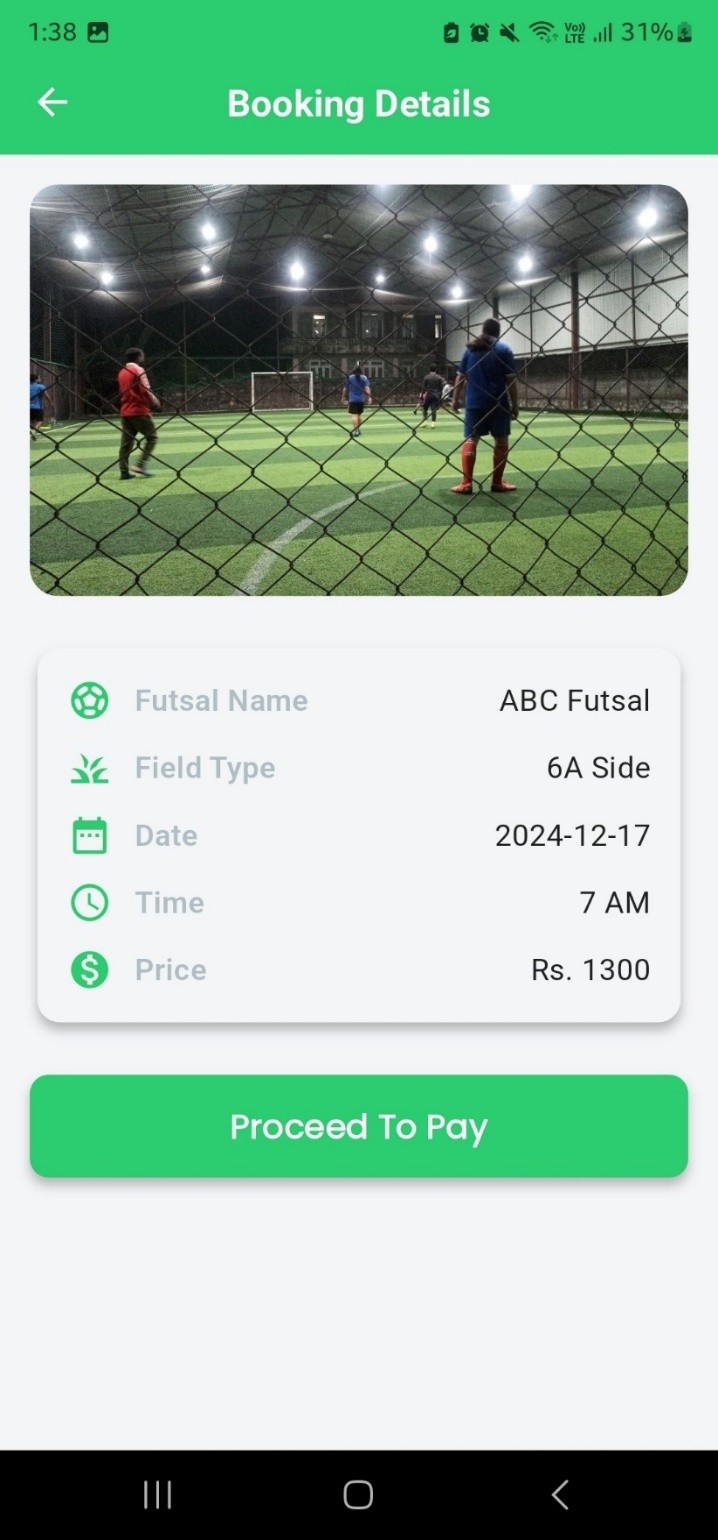 1:38 Vo)) LTE 31%
Booking Details
Futsal Name ABC Futsal
Field Type 6A Side
Date 2024-12-17
Time 7 AM
Price Rs. 1300
Proceed To Pay